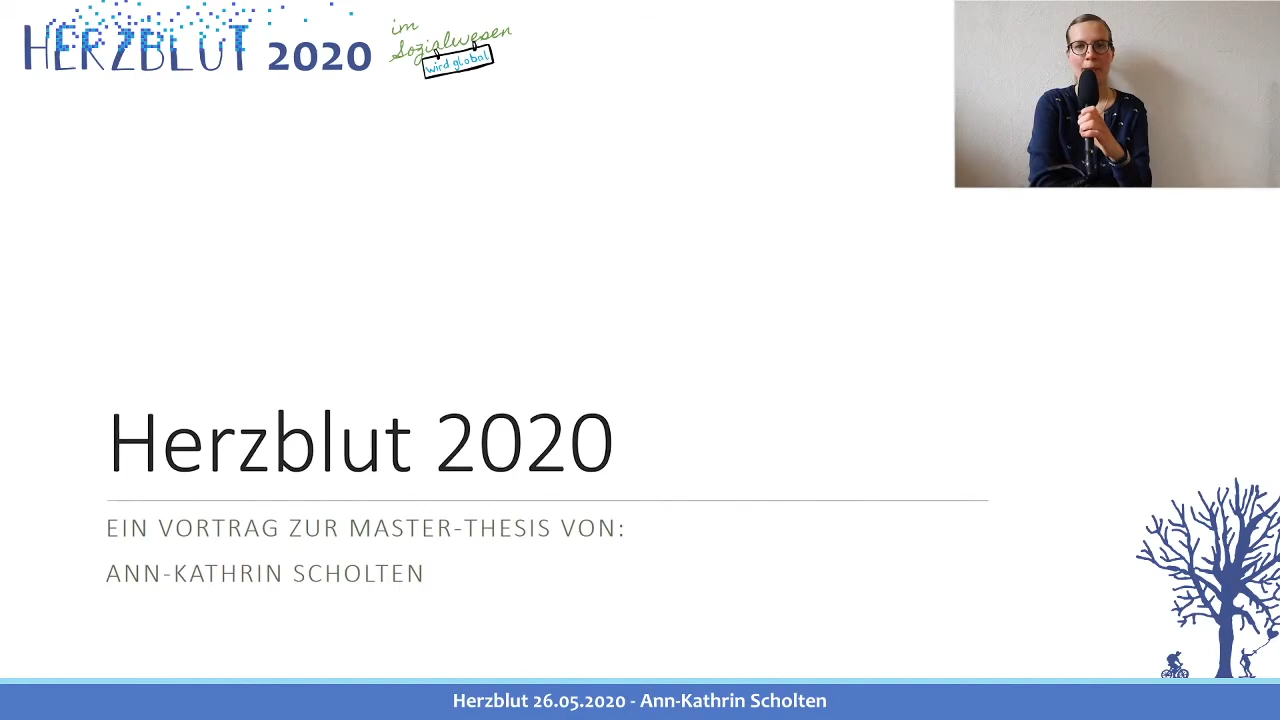 HERZBLUT 2020
im
Sozialwesen
wird global
Herzblut 2020
EIN VORTRAG ZUR MASTER-THESIS VON:
ANN-KATHRIN SCHOLTEN
Herzblut 26.05.2020 - Ann-Kathrin Scholten